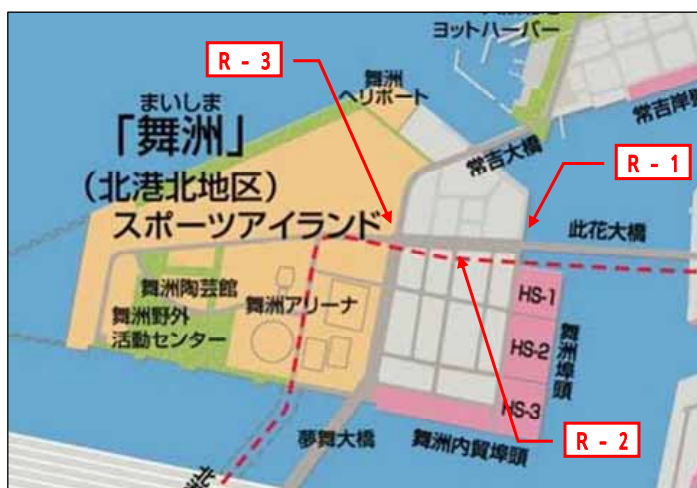 ヨットハーバー
R - 3
舞洲
ヘリポート
常吉岸壁
まいしま
「舞洲」
常吉大橋
R - 1
(北港北地区)
スポーツアイランド
此花大橋
舞洲陶芸館
舞洲アリーナ
HS-1
舞洲野外
活動センター
HS-2
舞洲埠頭
HS-3
夢舞大橋
舞洲内貿埠頭
R - 2
北